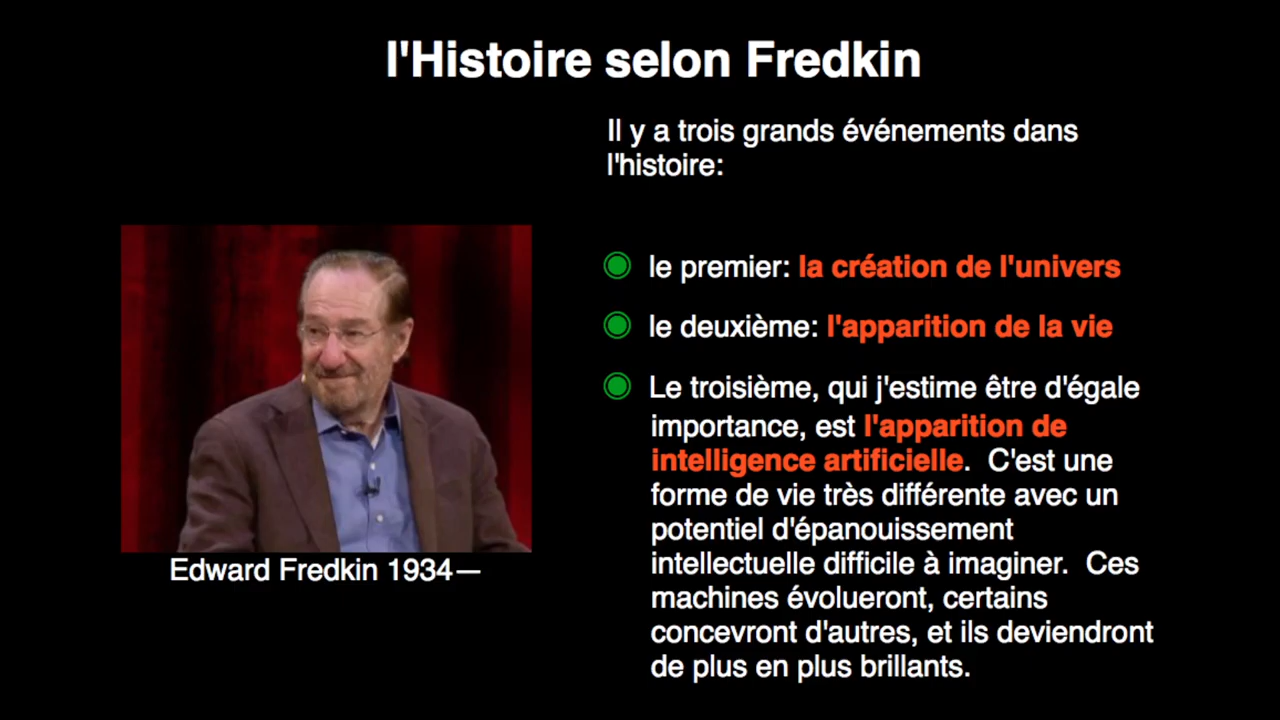 l'Histoire selon Fredkin
Il y a trois grands événements dans
l'histoire:
le premier: la création de l'univers
le deuxième: l'apparition de la vie
Le troisième, qui j'estime être d'égale
importance, est l'apparition de
intelligence artificielle.  C'est une
forme de vie très différente avec un
potentiel d'épanouissement
intellectuelle difficile à imaginer.  Ces
machines évolueront, certains
concevront d'autres, et ils deviendront
de plus en plus brillants.
Edward Fredkin 1934—